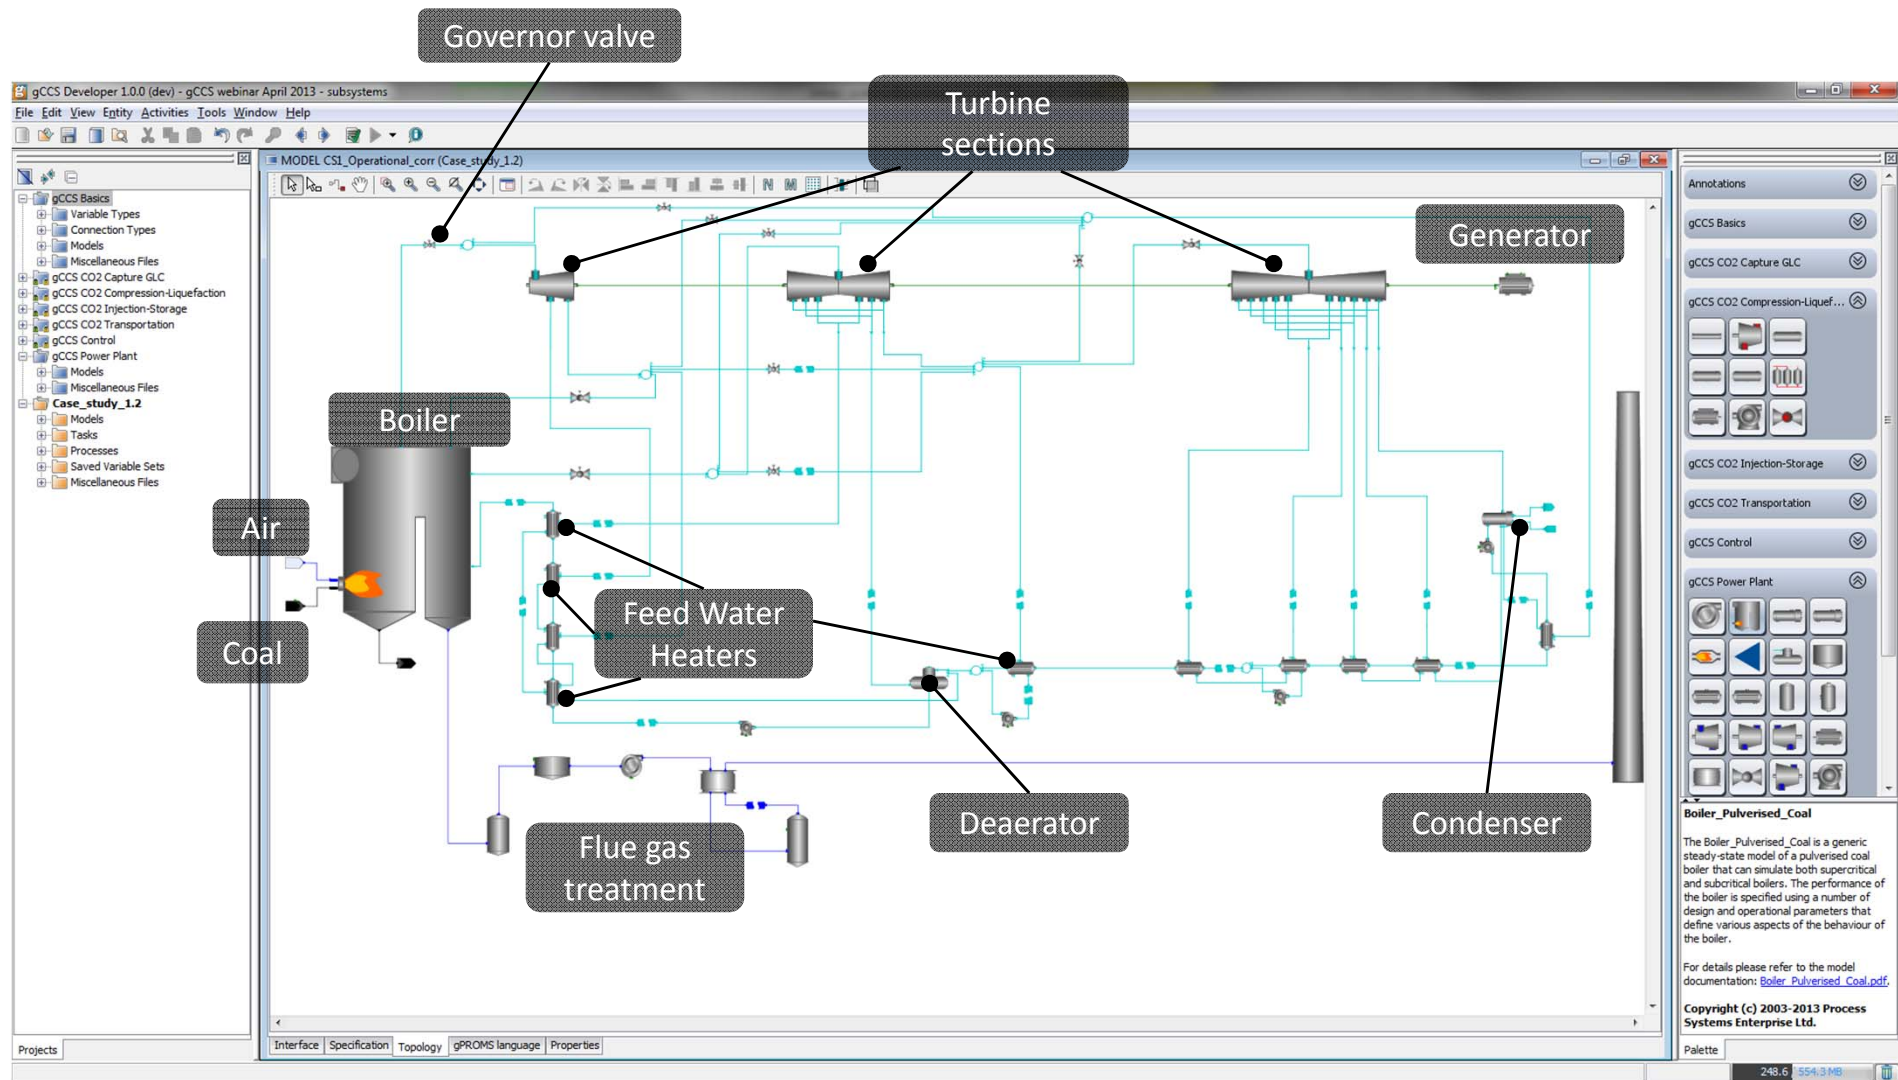 Governor valve
gCCS Developer 1.0.0 (dev) - gCCS webinar April 2013 - subsystems
Turbine
sections
File Edit View Entity Activities Tools Window Help
MODEL CS1_Operational_corr (Case_study_1.2)
gCCS Basics
Variable Types
Connection Types
Models
Miscellaneous Files
gCCS CO2 Capture GLC
gCCS CO2 Compression-Liquefaction
gCCS CO2 Injection-Storage
gCCS CO2 Transportation
gCCS Control
gCCS Power Plant
Models
Miscellaneous Files
Case_study_1.2
Models
Tasks
Processes
Saved Variable Sets
Miscellaneous Files
Projects
N M
Generator
Boiler
Air
Coal
Feed Water
Heaters
Flue gas
treatment
Deaerator
Condenser
Interface Specification Topology gPROMS language Properties
Annotations
gCCS Basics
gCCS CO2 Capture GLC
gCCS CO2 Compression-Liquef...
gCCS CO2 Injection-Storage
gCCS CO2 Transportation
gCCS Control
gCCS Power Plant
Boiler_Pulverised_Coal
The Boiler_Pulverised_Coal is a generic
steady-state model of a pulverised coal
boiler that can simulate both supercritical
and subcritical boilers. The performance of
the boiler is specified using a number of
design and operational parameters that
define various aspects of the behaviour of
the boiler.
For details please refer to the model
documentation: Boiler_Pulverised_Coal.pdf.
Copyright (c) 2003-2013 Process
Systems Enterprise Ltd.
Palette
248.6 554.3 MB